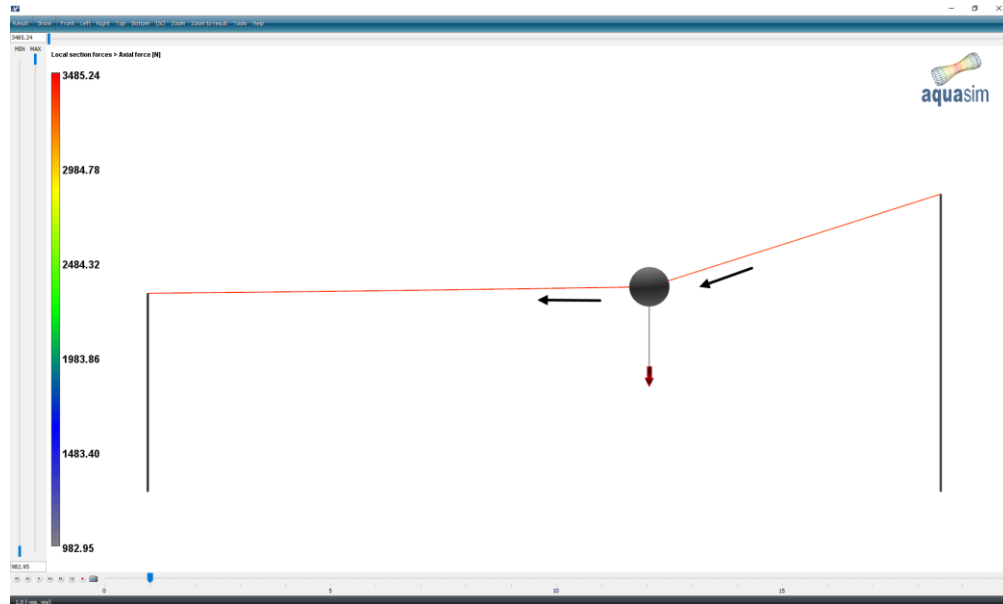 Result Show Front Left Right Top Bottom ISO Zoom Zoom to result Tools Help
3485.24
MIN MAX
Local section forces > Axial force [N]
aquasim
3485.24
2984.78
2484.32
1983.86
1483.40
982.95
982.95
0 5 10 15